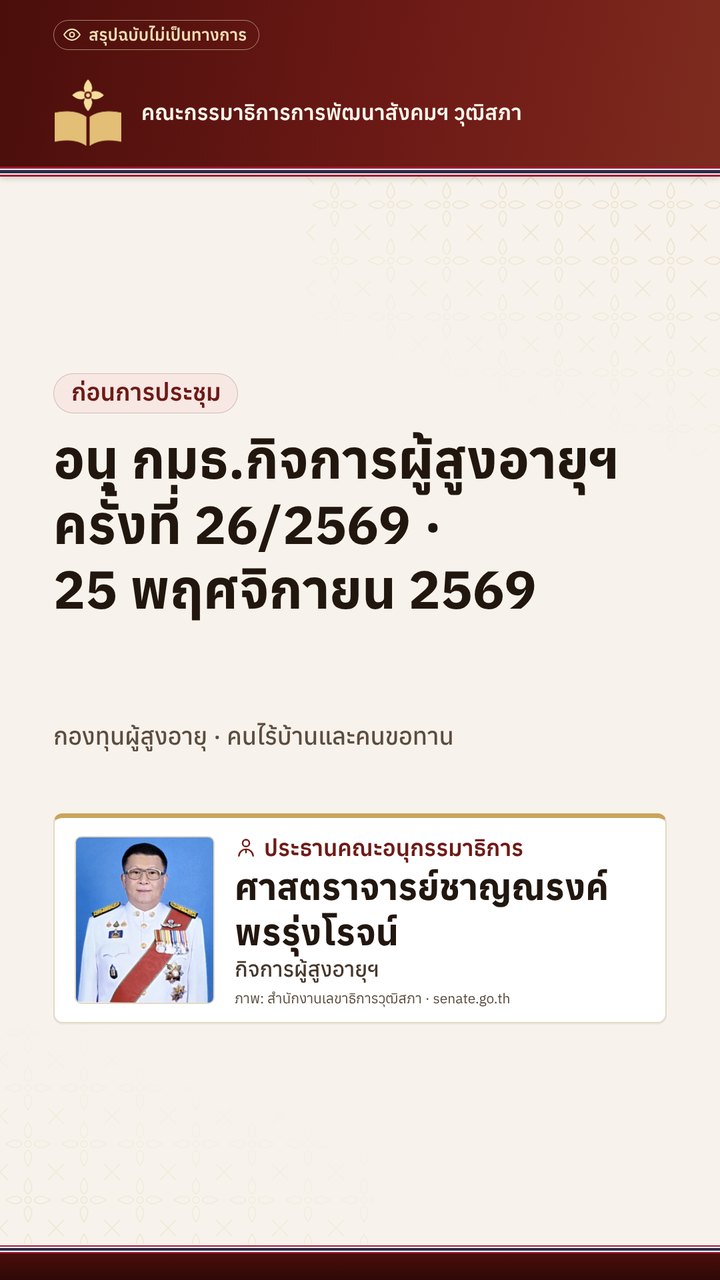 สรุปฉบับไม่เป็นทางการ
คณะกรรมาธิการการพัฒนาสังคมฯ วุฒิสภา
ก่อนการประชุม
อนุ กมธ.กิจการผู้สูงอายุฯ
ครั้งที่ 26/2569 ·
25 พฤศจิกายน 2569
กองทุนผู้สูงอายุ · คนไร้บ้านและคนขอทาน
ประธานคณะอนุกรรมาธิการ
ศาสตราจารย์ชาญณรงค์
พรรุ่งโรจน์
กิจการผู้สูงอายุฯ
ภาพ: สำนักงานเลขาธิการวุฒิสภา · senate.go.th